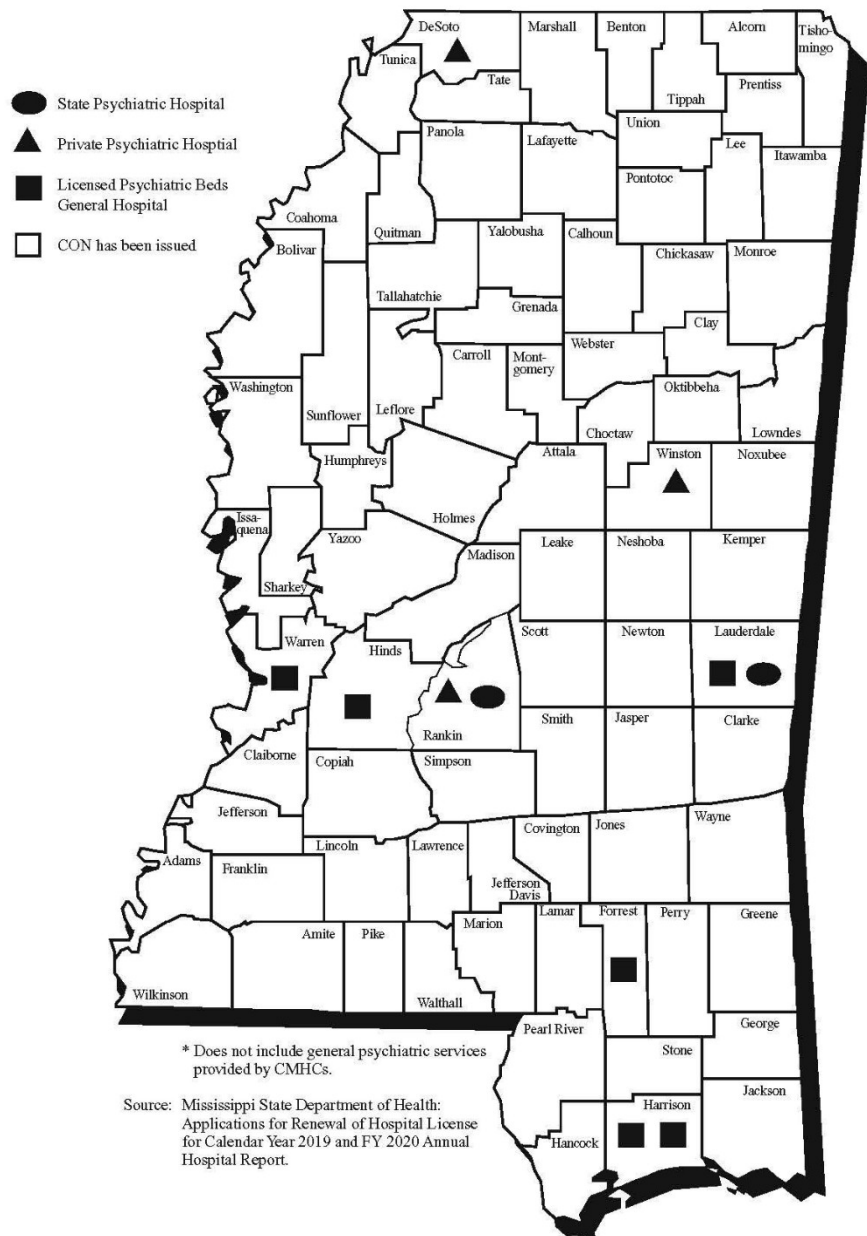 DeSoto
Marshall
Benton
Alcorn
Tisho-
mingo
Tunica
Tate
Tippah
Prentiss
State Psychiatric Hospital
Private Psychiatric Hosptial
Licensed Psychiatric Beds
General Hospital
CON has been issued
Panola
Lafayette
Union
Lee
Itawamba
Pontotoc
Coahoma
Quitman
Bolivar
Yalobusha
Calhoun
Chickasaw
Monroe
Tallahatchie
Grenada
Clay
Webster
Carroll
Mont-
gomery
Washington
Sunflower
Leflore
Oktibbeha
Choctaw
Lowndes
Humphreys
Attala
Winston
Noxubee
Issa-
quena
Holmes
Yazoo
Sharkey
Madison
Leake
Neshoba
Kemper
Warren
Hinds
Scott
Newton
Lauderdale
Rankin
Smith
Jasper
Clarke
Claiborne
Copiah
Simpson
Jefferson
Covington
Jones
Wayne
Lincoln
Lawrence
Adams
Franklin
Jefferson
Davis
Marion
Lamar
Forrest
Perry
Greene
Amite
Pike
Wilkinson
Walthall
Pearl River
George
Stone
Jackson
Harrison
Hancock
* Does not include general psychiatric services
provided by CMHCs.
Source: Mississippi State Department of Health:
Applications for Renewal of Hospital License
for Calendar Year 2019 and FY 2020 Annual
Hospital Report.